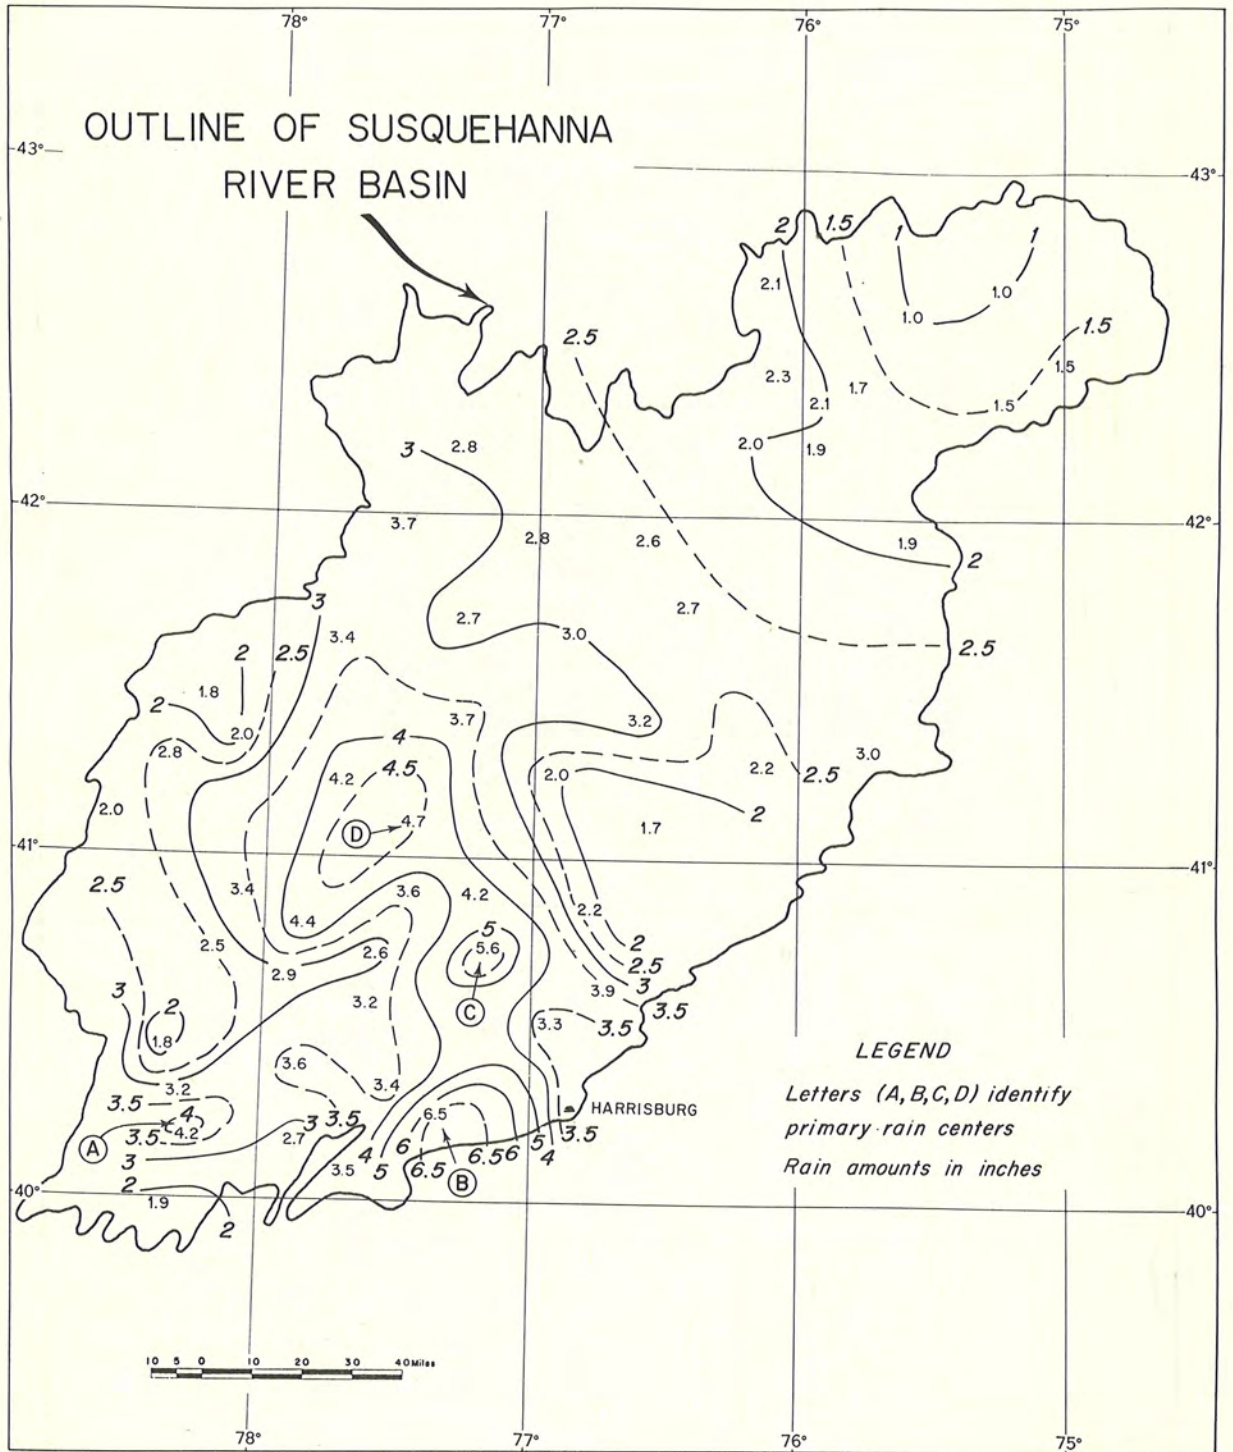 78° 77° 76° 75°
OUTLINE OF SUSQUEHANNA
RIVER BASIN
43° 43°
2 1.5 1 1
2.1 1.0
1.0
2.5 1.5
2.3 1.7 1.5
2.1 1.5
3 2.8 2.0 1.9
42° 42°
3.7 2.8 2.6 1.9 2
3 2.7 2.7
3.4 3.0
2 2.5 2.5
1.8
2 3.7 3.2
2.0 4
2.8 3.0
4.2 4.5 2.0 2.2 2.5
2.0 2
D 4.7 1.7
41° 41°
2.5 3.4 3.6 4.2
4.4 2.2
2.5 5 2
2.9 2.6 5.6 2.5
3 3.2 3.9 3
2 C 3.5
1.8 3.3 3.5
3.6
3.2 3.4
3.5 4 3 3.5 6.5 HARRISBURG
3.5 4.2 2.7
A 3 3.5 4 5 6 6.5 6.5 6 5 4 3.5
B
40° 2 40°
1.9 2
LEGEND
Letters (A,B,C,D) identify
primary rain centers
Rain amounts in inches
10 5 0 10 20 30 40 Miles
78° 77° 76° 75°